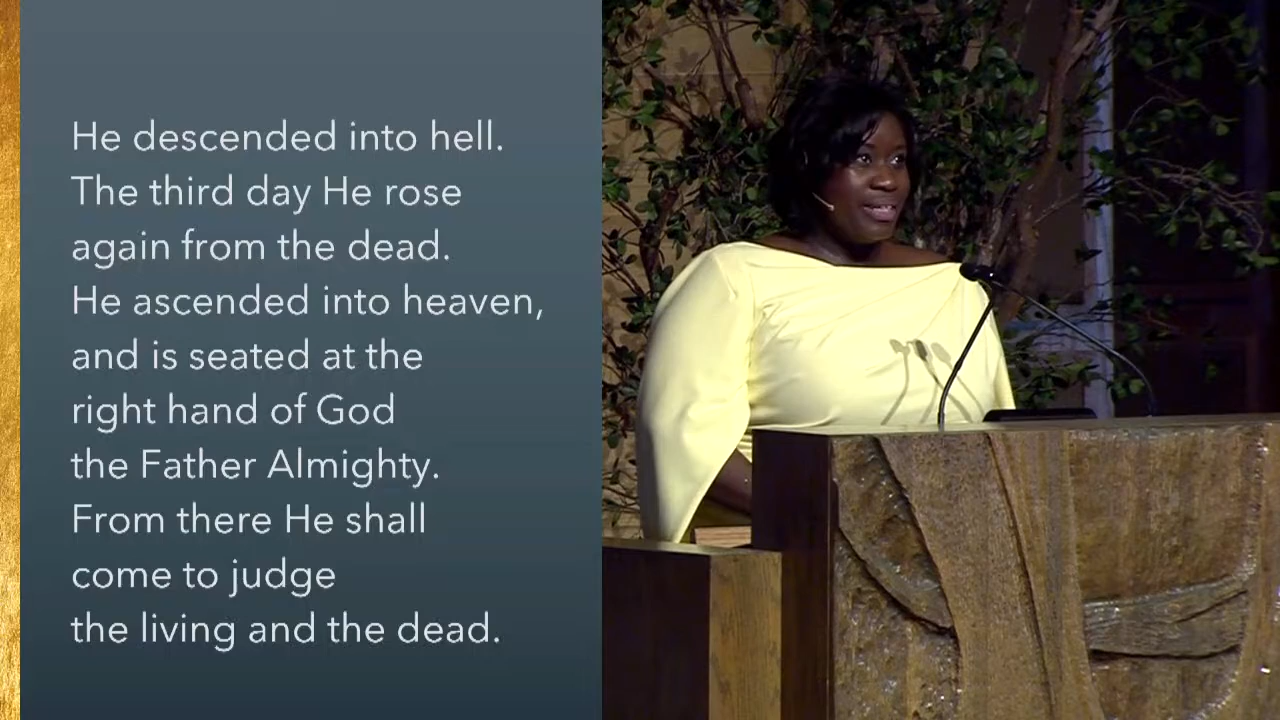 He descended into hell.
The third day He rose
again from the dead.
He ascended into heaven,
and is seated at the
right hand of God
the Father Almighty.
From there He shall
come to judge
the living and the dead.